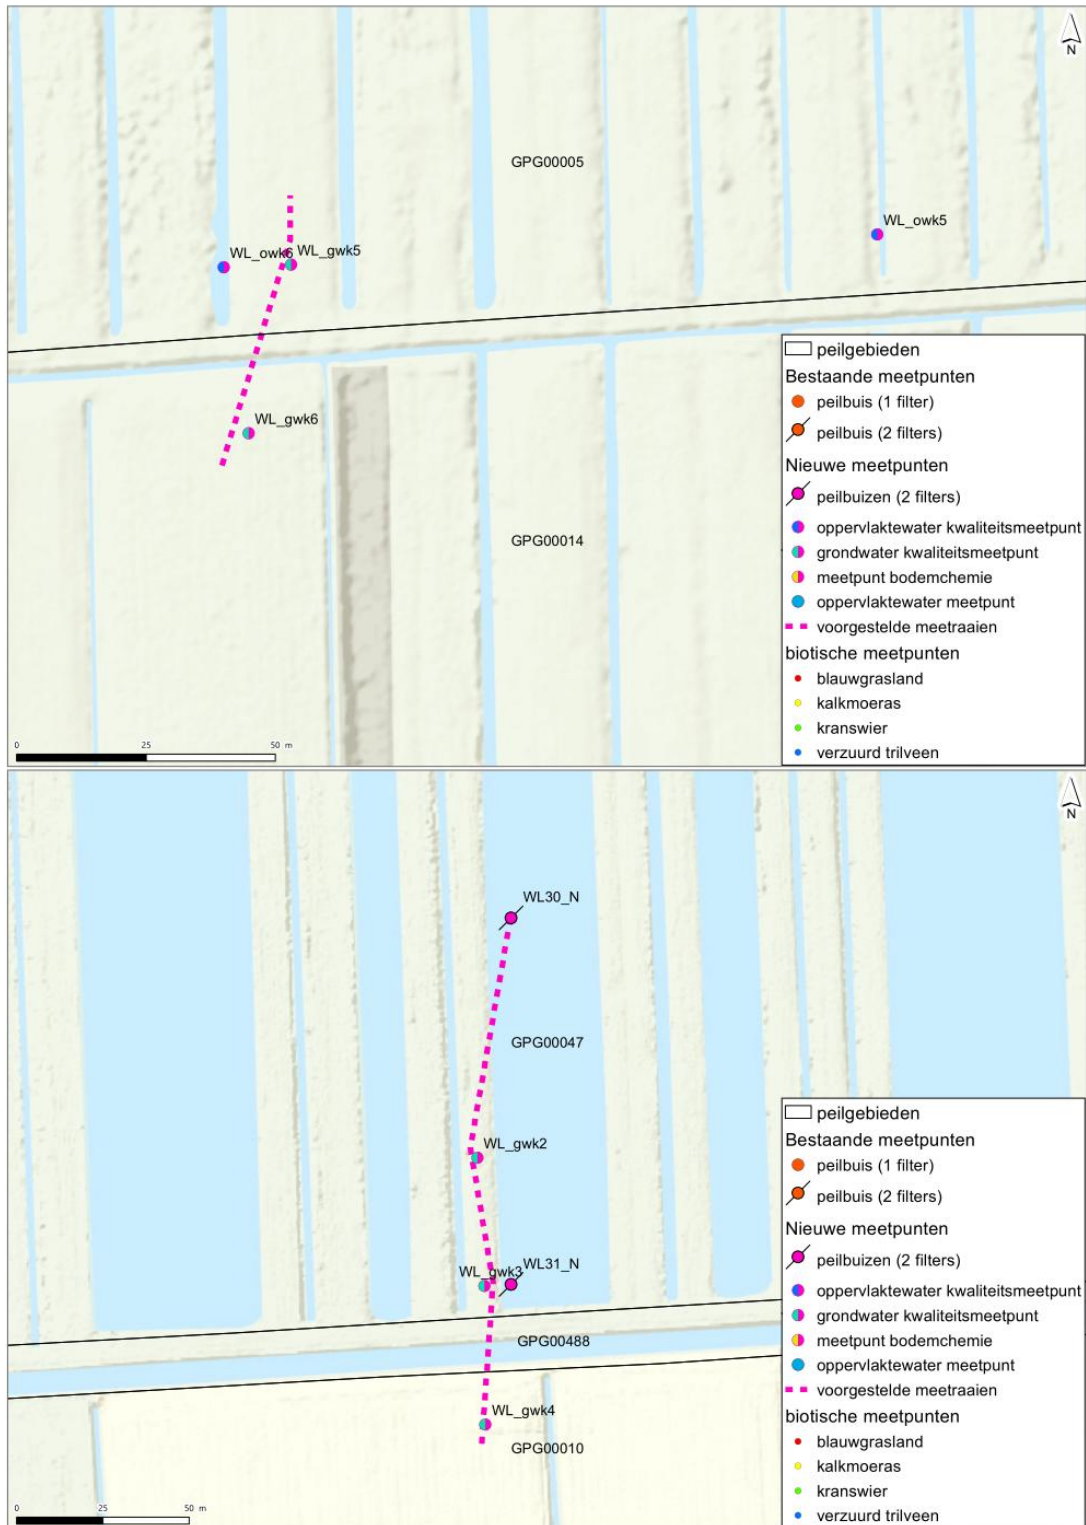 N
GPG00005
WL_owk5
WL_owk6
WL_gwk5
WL_gwk6
GPG00014
peilgebieden
Bestaande meetpunten
peilbuis (1 filter)
peilbuis (2 filters)
Nieuwe meetpunten
peilbuizen (2 filters)
oppervlaktewater kwaliteitsmeetpunt
grondwater kwaliteitsmeetpunt
meetpunt bodemchemie
oppervlaktewater meetpunt
voorgestelde meetraaien
biotische meetpunten
blauwgrasland
kalkmoeras
kranswier
verzuurd trilveen
0 25 50 m
N
WL30_N
GPG00047
WL_gwk2
WL31_N
WL_gwk3
GPG00488
WL_gwk4
GPG00010
peilgebieden
Bestaande meetpunten
peilbuis (1 filter)
peilbuis (2 filters)
Nieuwe meetpunten
peilbuizen (2 filters)
oppervlaktewater kwaliteitsmeetpunt
grondwater kwaliteitsmeetpunt
meetpunt bodemchemie
oppervlaktewater meetpunt
voorgestelde meetraaien
biotische meetpunten
blauwgrasland
kalkmoeras
kranswier
verzuurd trilveen
0 25 50 m